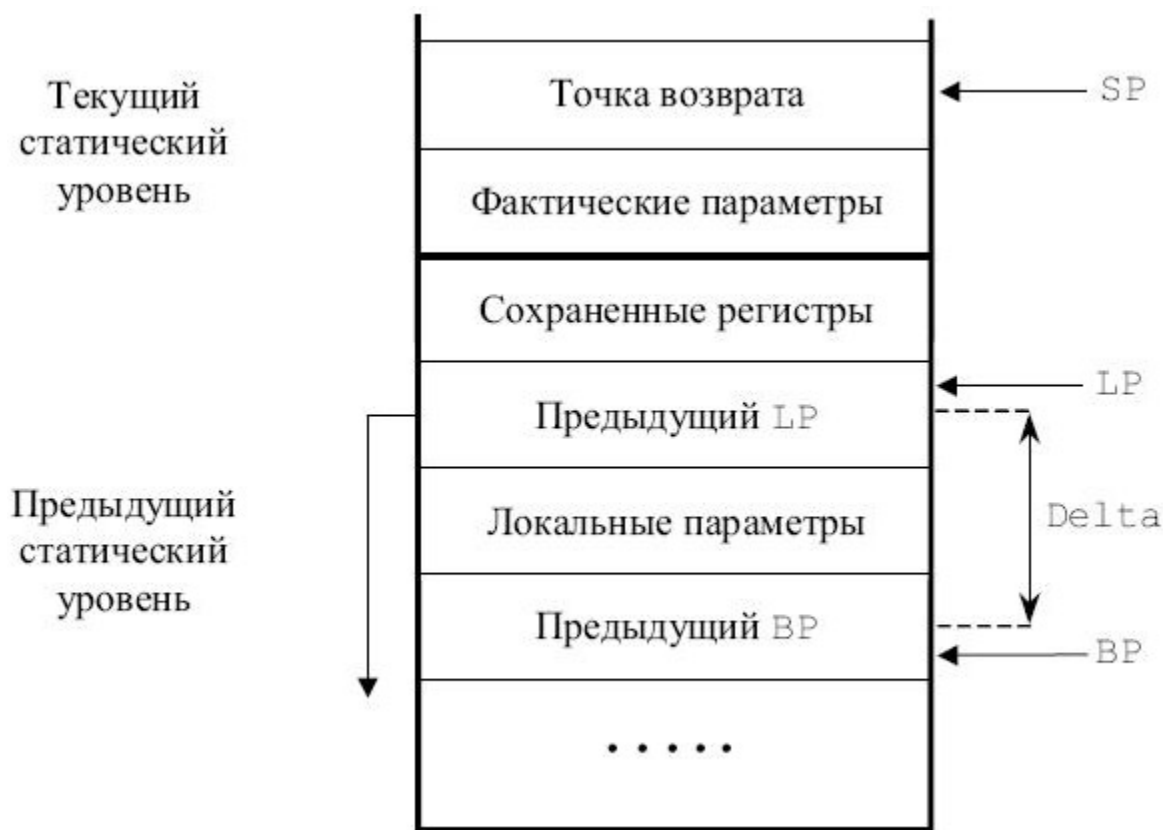 Текущий
статический
уровень
Точка возврата
SP
Фактические параметры
Сохраненные регистры
LP
Предыдущий LP
Предыдущий
статический
уровень
Локальные параметры
Delta
Предыдущий BP
BP
.....